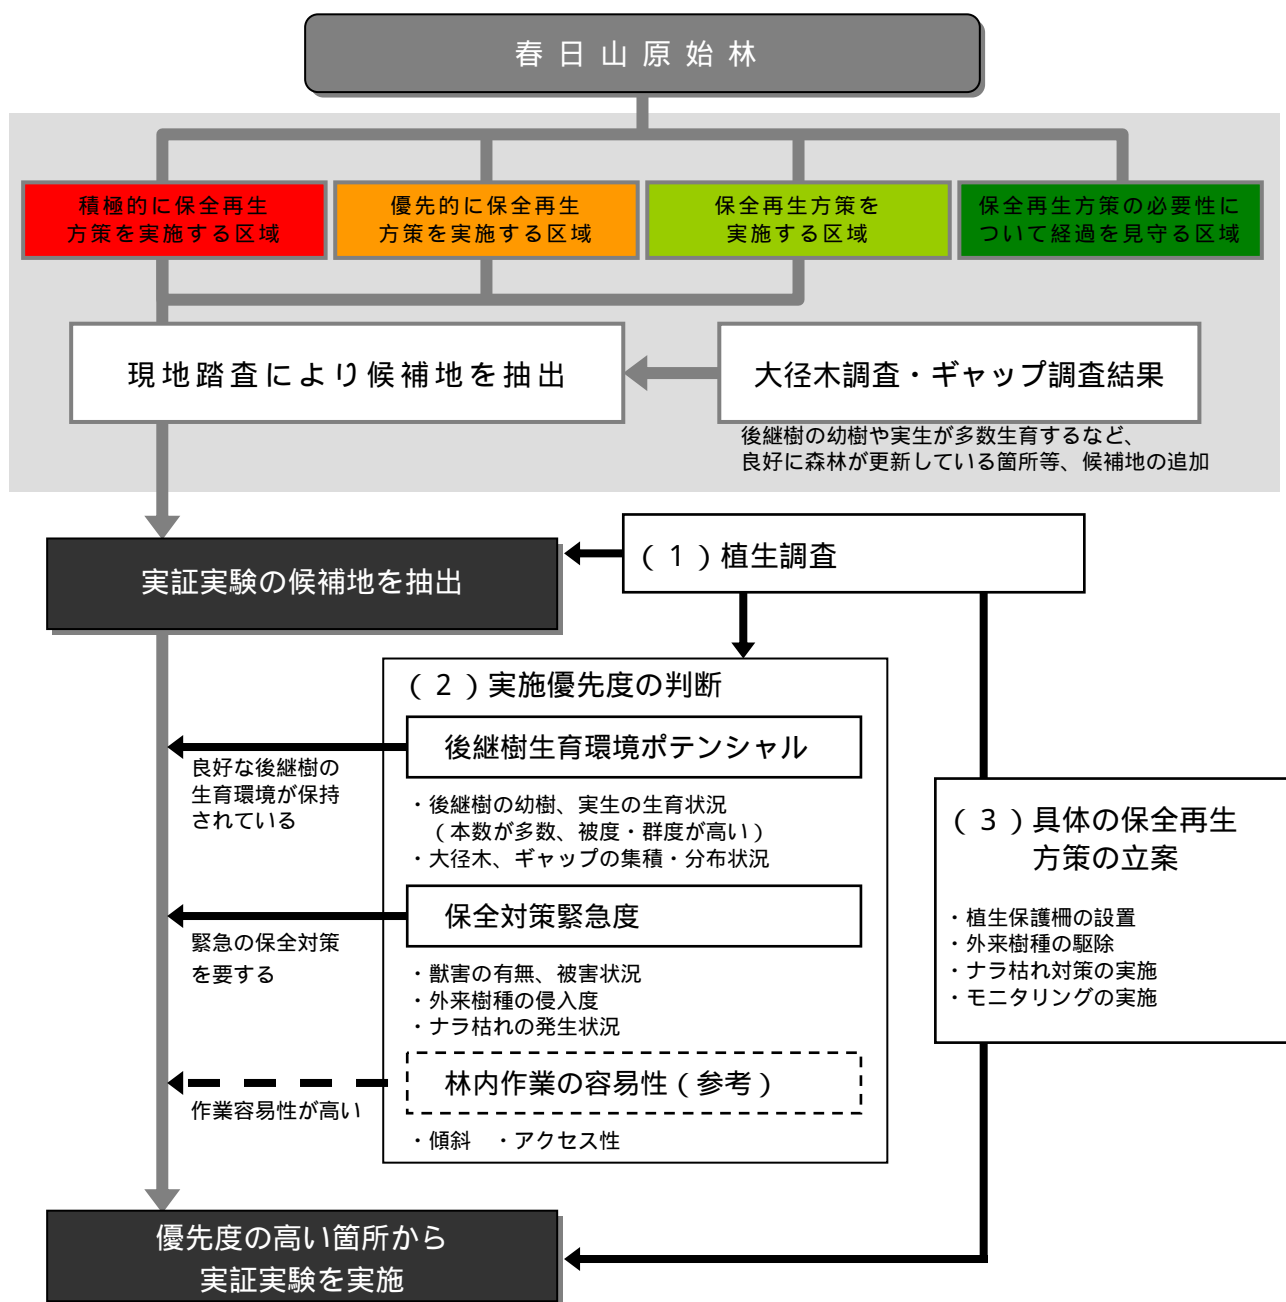 春日山原始林
積極的に保全再生
方策を実施する区域
優先的に保全再生
方策を実施する区域
保全再生方策を
実施する区域
保全再生方策の必要性に
ついて経過を見守る区域
現地踏査により候補地を抽出
大径木調査・ギャップ調査結果
後継樹の幼樹や実生が多数生育するなど、
良好に森林が更新している箇所等、候補地の追加
実証実験の候補地を抽出
(1)植生調査
(2)実施優先度の判断
後継樹生育環境ポテンシャル
良好な後継樹の
生育環境が保持
されている
・後継樹の幼樹、実生の生育状況
(本数が多数、被度・群度が高い)
・大径木、ギャップの集積・分布状況
保全対策緊急度
緊急の保全対策
を要する
・獣害の有無、被害状況
・外来樹種の侵入度
・ナラ枯れの発生状況
林内作業の容易性(参考)
作業容易性が高い
・傾斜 ・アクセス性
(3)具体の保全再生
方策の立案
・植生保護柵の設置
・外来樹種の駆除
・ナラ枯れ対策の実施
・モニタリングの実施
優先度の高い箇所から
実証実験を実施